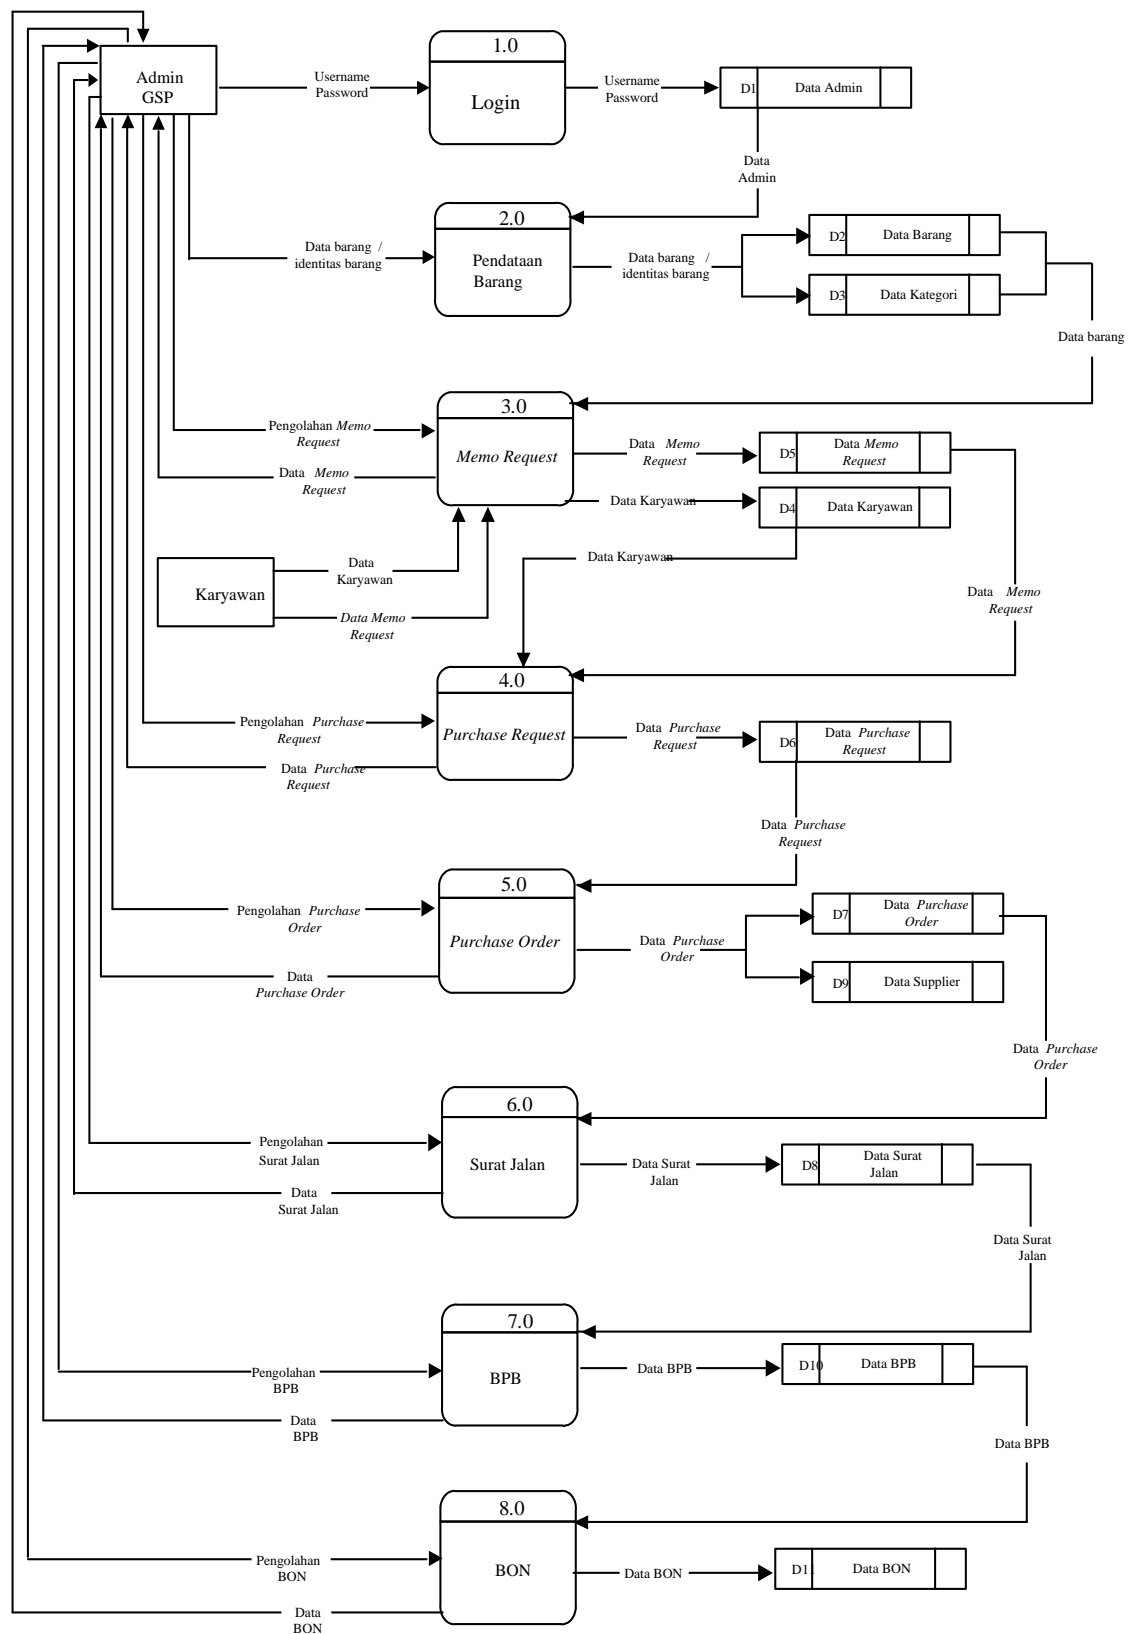 1.0
Admin
GSP
Username
Password
Login
Username
Password
D1
Data Admin
Data
Admin
2.0
Data barang /
identitas barang
Pendataan
Barang
Data barang /
identitas barang
D2
Data Barang
D3
Data Kategori
Data barang
3.0
Pengolahan Memo
Request
Data Memo
Request
Memo Request
Data Memo
Request
D5
Data Memo
Request
Data Karyawan
D4
Data Karyawan
Data Karyawan
Karyawan
Data
Karyawan
Data Memo
Request
Data Memo
Request
4.0
Pengolahan Purchase
Request
Data Purchase
Request
Purchase Request
Data Purchase
Request
D6
Data Purchase
Request
Data Purchase
Request
5.0
Pengolahan Purchase
Order
Data
Purchase Order
Purchase Order
Data Purchase
Order
D7
Data Purchase
Order
D9
Data Supplier
Data Purchase
Order
6.0
Pengolahan
Surat Jalan
Data
Surat Jalan
Surat Jalan
Data Surat
Jalan
D8
Data Surat
Jalan
Data Surat
Jalan
7.0
Pengolahan
BPB
Data
BPB
BPB
Data BPB
D10
Data BPB
Data BPB
8.0
Pengolahan
BON
Data
BON
BON
Data BON
D11
Data BON